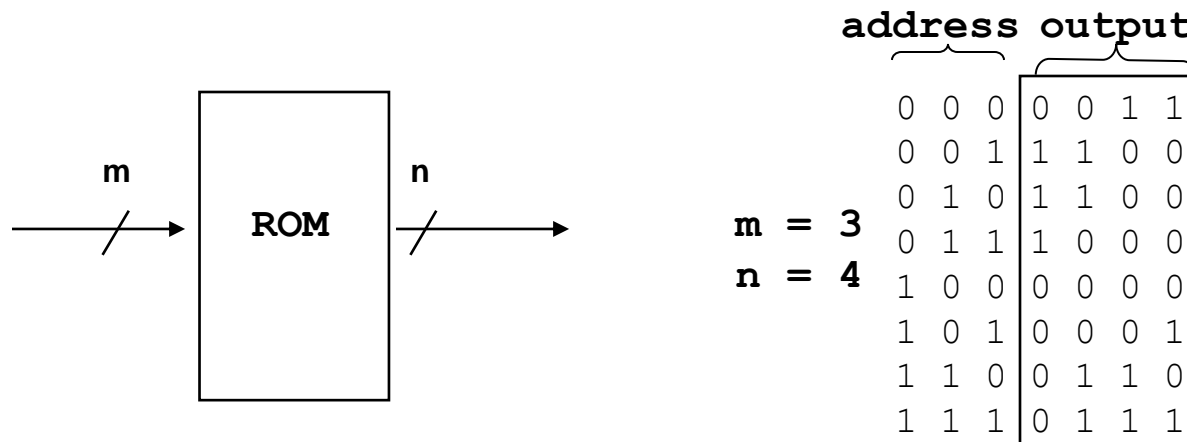 address output
m
n
ROM
m = 3
n = 4
0 0 0 0 0 1 1
0 0 1 1 1 0 0
0 1 0 1 1 0 0
0 1 1 1 0 0 0
1 0 0 0 0 0 0
1 0 1 0 0 0 1
1 1 0 0 1 1 0
1 1 1 0 1 1 1